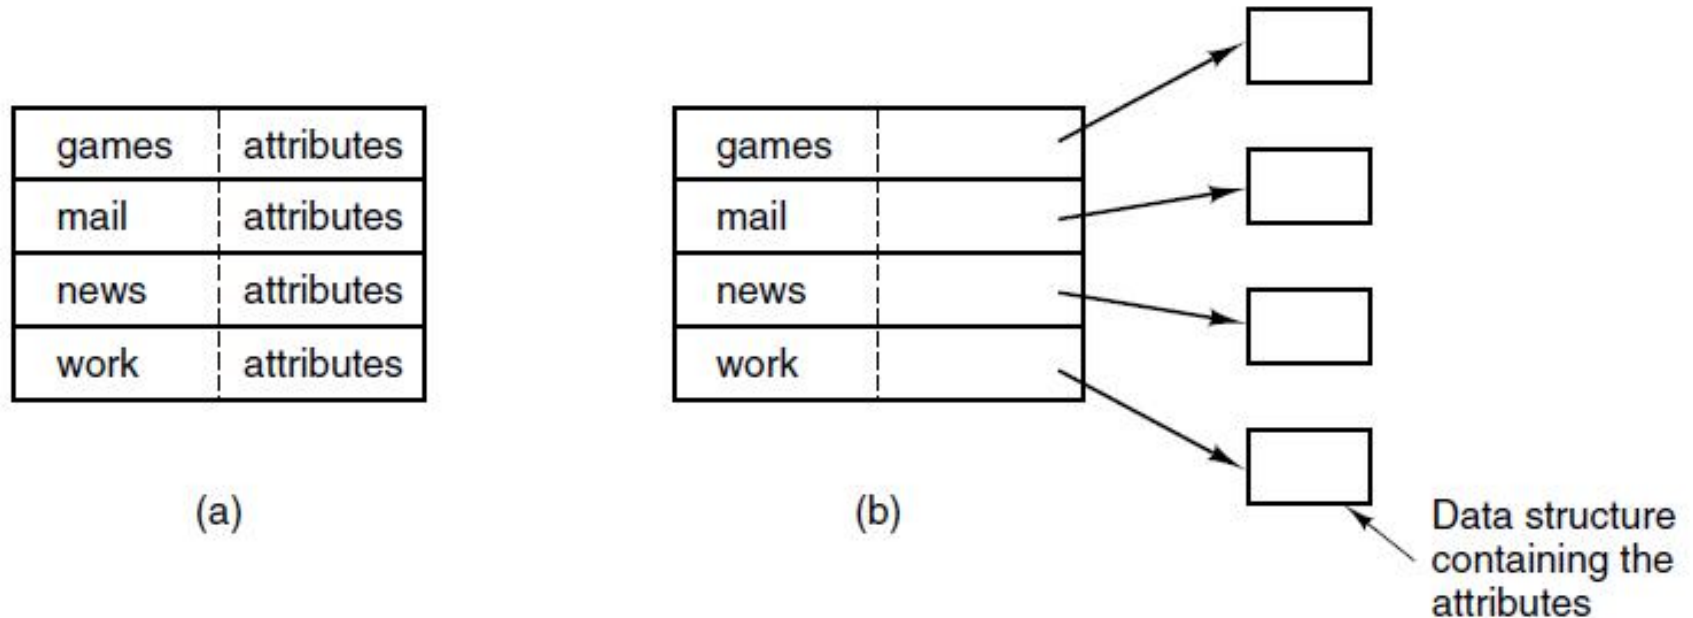 games attributes
mail attributes
news attributes
work attributes
(a)
games
mail
news
work
(b)
Data structure
containing the
attributes